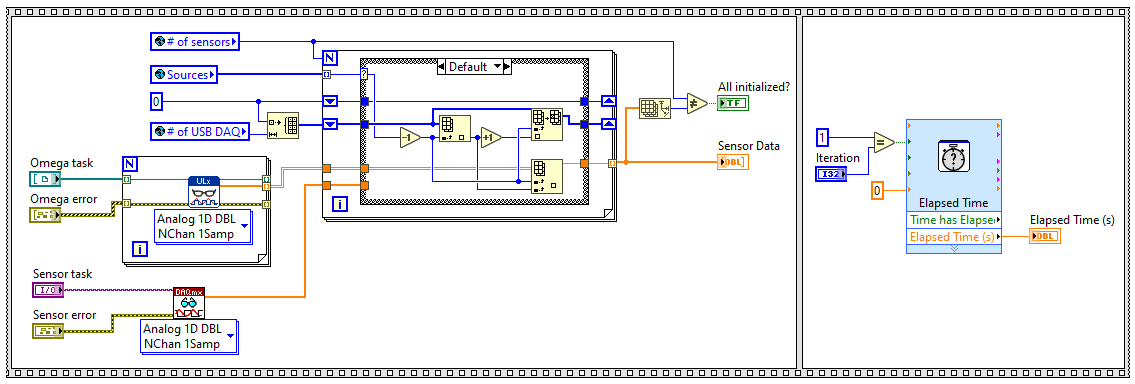 # of sensors
N
Sources
?
Default
0
# of USB DAQ
-1
+1
i
All initialized?
TF
Sensor Data
DBL
Omega task
Omega error
N
ULx
Analog 1D DBL
NChan 1Samp
i
Sensor task
I/O
Sensor error
DAQmx
Analog 1D DBL
NChan 1Samp
1
Iteration
I32
=
0
?
Elapsed Time
Time has Elapse
Elapsed Time (s)
Elapsed Time (s)
DBL